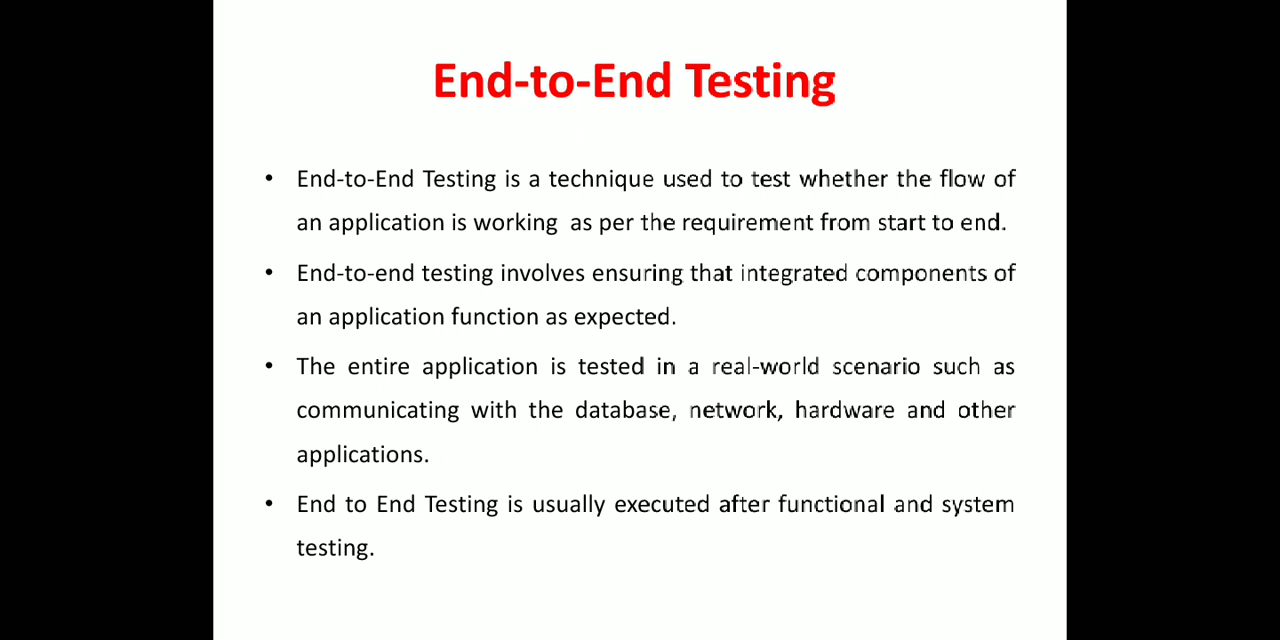 End-to-End Testing
• End-to-End Testing is a technique used to test whether the flow of
an application is working  as per the requirement from start to end.
• End-to-end testing involves ensuring that integrated components of
an application function as expected.
• The entire application is tested in a real-world scenario such as
communicating with the database, network, hardware and other
applications.
• End to End Testing is usually executed after functional and system
testing.